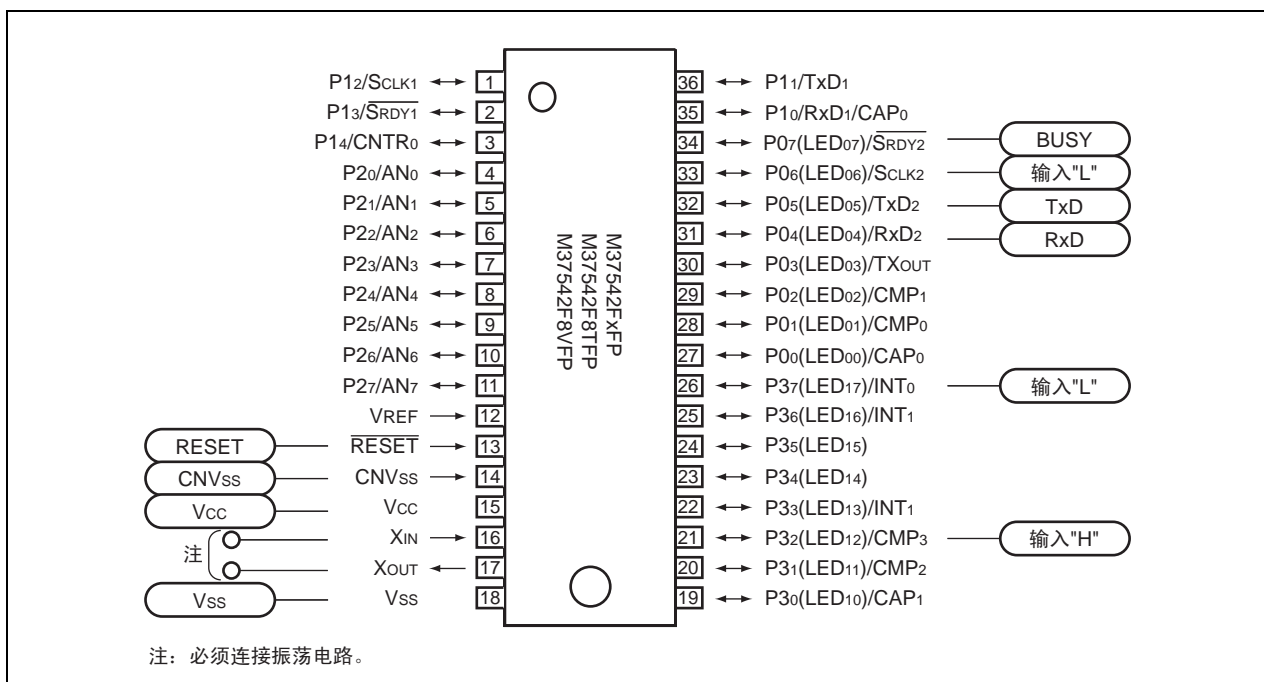 P12/SCLK1 1 36 P11/TxD1
P13/SRDY1 2 35 P10/RxD1/CAP0
P14/CNTR0 3 34 P07(LED07)/SRDY2 BUSY
P20/AN0 4 33 P06(LED06)/SCLK2 输入"L"
P21/AN1 5 32 P05(LED05)/TxD2 TxD
P22/AN2 6 31 P04(LED04)/RxD2 RxD
P23/AN3 7 30 P03(LED03)/TXOUT
P24/AN4 8 29 P02(LED02)/CMP1
P25/AN5 9 28 P01(LED01)/CMP0
P26/AN6 10 27 P00(LED00)/CAP0
P27/AN7 11 26 P37(LED17)/INT0 输入"L"
VREF 12 25 P36(LED16)/INT1
RESET RESET 13 24 P35(LED15)
CNVSS CNVSS 14 23 P34(LED14)
VCC VCC 15 22 P33(LED13)/INT1
注 XIN 16 21 P32(LED12)/CMP3 输入"H"
XOUT 17 20 P31(LED11)/CMP2
VSS VSS 18 19 P30(LED10)/CAP1
M37542FxFP
M37542F8TFP
M37542F8VFP
注：必须连接振荡电路。